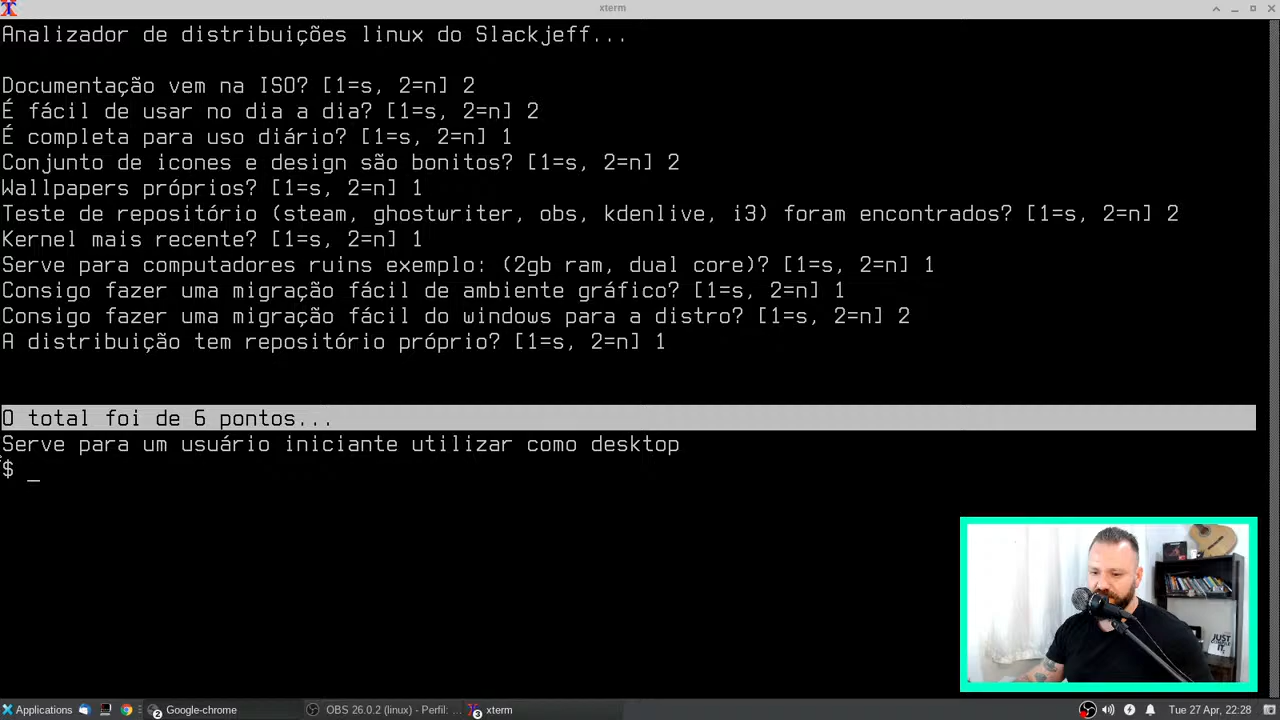 xterm
Analizador de distribuições linux do Slackjeff...
Documentação vem na ISO? [1=s, 2=n] 2
É fácil de usar no dia a dia? [1=s, 2=n] 2
É completa para uso diário? [1=s, 2=n] 1
Conjunto de icones e design são bonitos? [1=s, 2=n] 2
Wallpapers próprios? [1=s, 2=n] 1
Teste de repositório (steam, ghostwriter, obs, kdenlive, i3) foram encontrados? [1=s, 2=n] 2
Kernel mais recente? [1=s, 2=n] 1
Serve para computadores ruins exemplo: (2gb ram, dual core)? [1=s, 2=n] 1
Consigo fazer uma migração fácil de ambiente gráfico? [1=s, 2=n] 1
Consigo fazer uma migração fácil do windows para a distro? [1=s, 2=n] 2
A distribuição tem repositório próprio? [1=s, 2=n] 1
O total foi de 6 pontos...
Serve para um usuário iniciante utilizar como desktop
$ _
JUST
Applications 2 Google-chrome OBS 26.0.2 (linux) - Perfil: ... 3 xterm Tue 27 Apr, 22:28